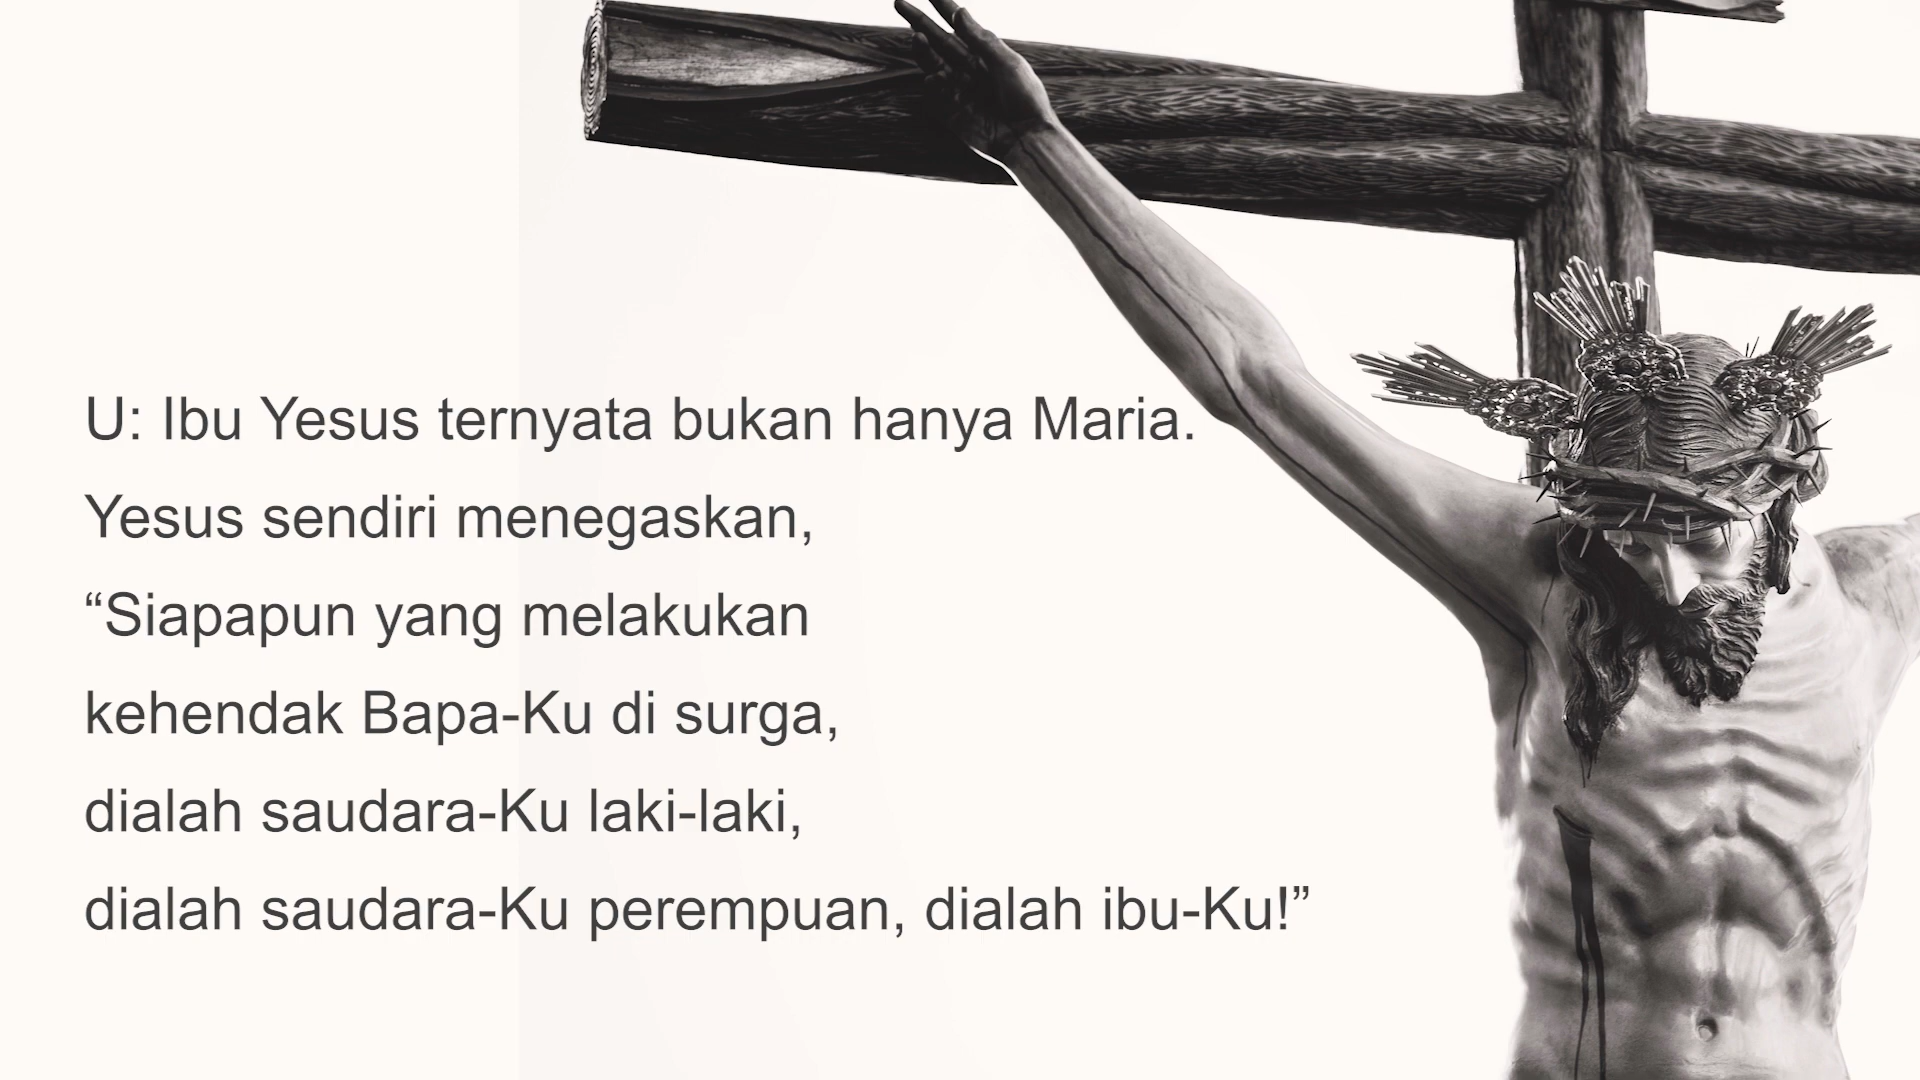 U: Ibu Yesus ternyata bukan hanya Maria.
Yesus sendiri menegaskan,
“Siapapun yang melakukan
kehendak Bapa-Ku di surga,
dialah saudara-Ku laki-laki,
dialah saudara-Ku perempuan, dialah ibu-Ku!”